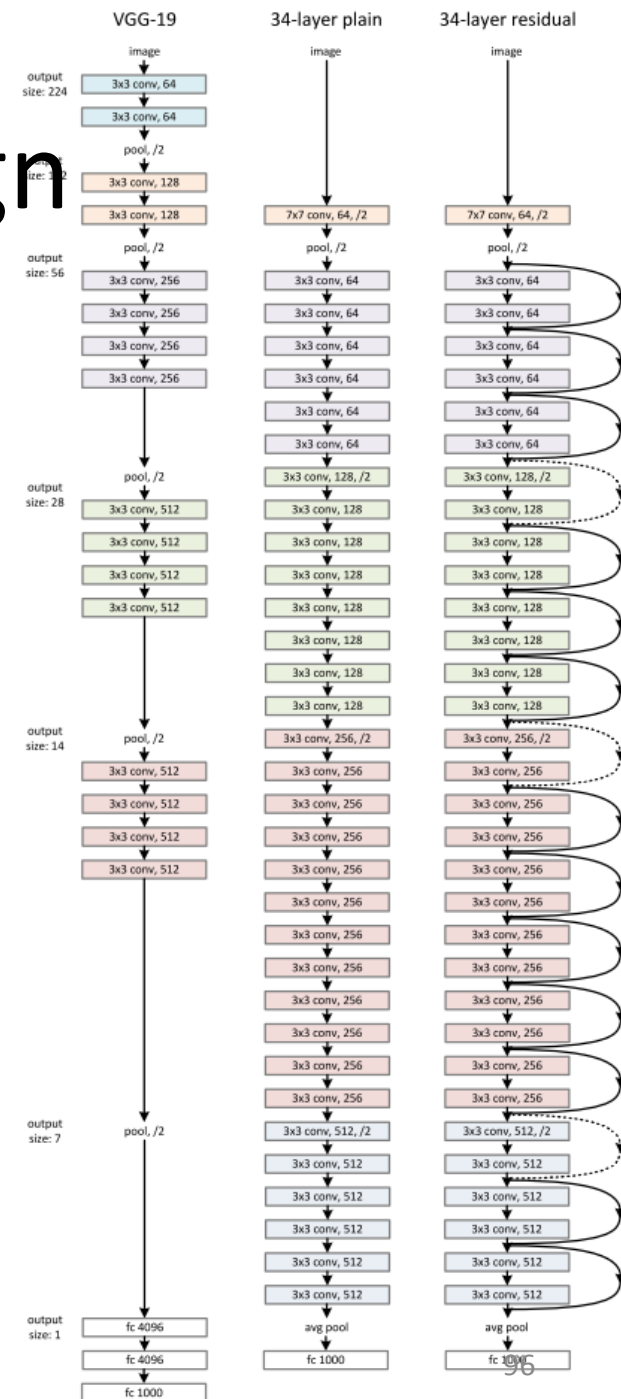 gn
output
size: 224
output
output
size: 56
output
size: 28
output
size: 14
output
size: 7
output
size: 1
VGG-19
image
3x3 conv, 64
3x3 conv, 64
pool, /2
3x3 conv, 128
3x3 conv, 128
pool, /2
3x3 conv, 256
3x3 conv, 256
3x3 conv, 256
3x3 conv, 256
pool, /2
3x3 conv, 512
3x3 conv, 512
3x3 conv, 512
3x3 conv, 512
pool, /2
3x3 conv, 512
3x3 conv, 512
3x3 conv, 512
3x3 conv, 512
pool, /2
fc 4096
fc 4096
fc 1000
34-layer plain
image
7x7 conv, 64, /2
pool, /2
3x3 conv, 64
3x3 conv, 64
3x3 conv, 64
3x3 conv, 64
3x3 conv, 64
3x3 conv, 64
3x3 conv, 128, /2
3x3 conv, 128
3x3 conv, 128
3x3 conv, 128
3x3 conv, 128
3x3 conv, 128
3x3 conv, 128
3x3 conv, 128
3x3 conv, 256, /2
3x3 conv, 256
3x3 conv, 256
3x3 conv, 256
3x3 conv, 256
3x3 conv, 256
3x3 conv, 256
3x3 conv, 256
3x3 conv, 256
3x3 conv, 256
3x3 conv, 256
3x3 conv, 256
3x3 conv, 512, /2
3x3 conv, 512
3x3 conv, 512
3x3 conv, 512
3x3 conv, 512
3x3 conv, 512
avg pool
fc 1000
34-layer residual
image
7x7 conv, 64, /2
pool, /2
3x3 conv, 64
3x3 conv, 64
3x3 conv, 64
3x3 conv, 64
3x3 conv, 64
3x3 conv, 64
3x3 conv, 128, /2
3x3 conv, 128
3x3 conv, 128
3x3 conv, 128
3x3 conv, 128
3x3 conv, 128
3x3 conv, 128
3x3 conv, 128
3x3 conv, 256, /2
3x3 conv, 256
3x3 conv, 256
3x3 conv, 256
3x3 conv, 256
3x3 conv, 256
3x3 conv, 256
3x3 conv, 256
3x3 conv, 256
3x3 conv, 256
3x3 conv, 256
3x3 conv, 256
3x3 conv, 512, /2
3x3 conv, 512
3x3 conv, 512
3x3 conv, 512
3x3 conv, 512
3x3 conv, 512
avg pool
fc 1000
96